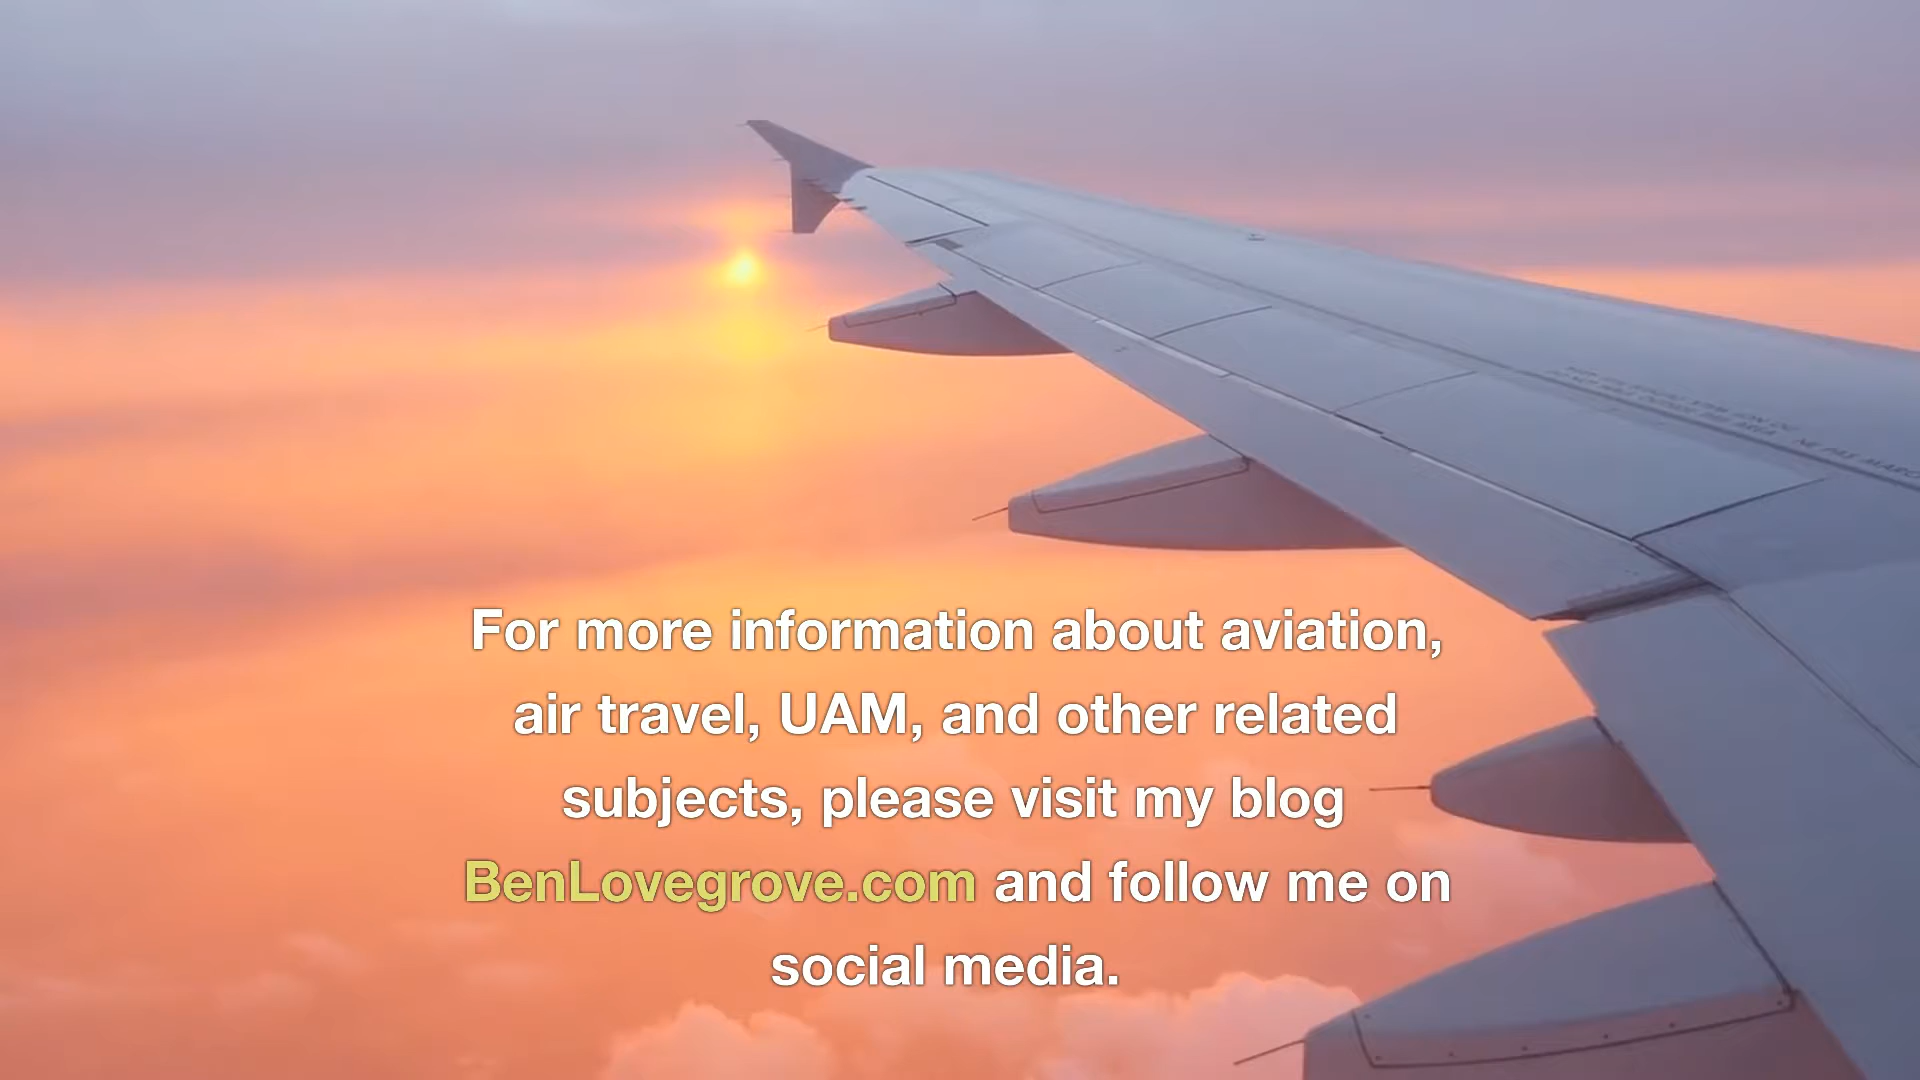 For more information about aviation,
air travel, UAM, and other related
subjects, please visit my blog
BenLovegrove.com and follow me on
social media.